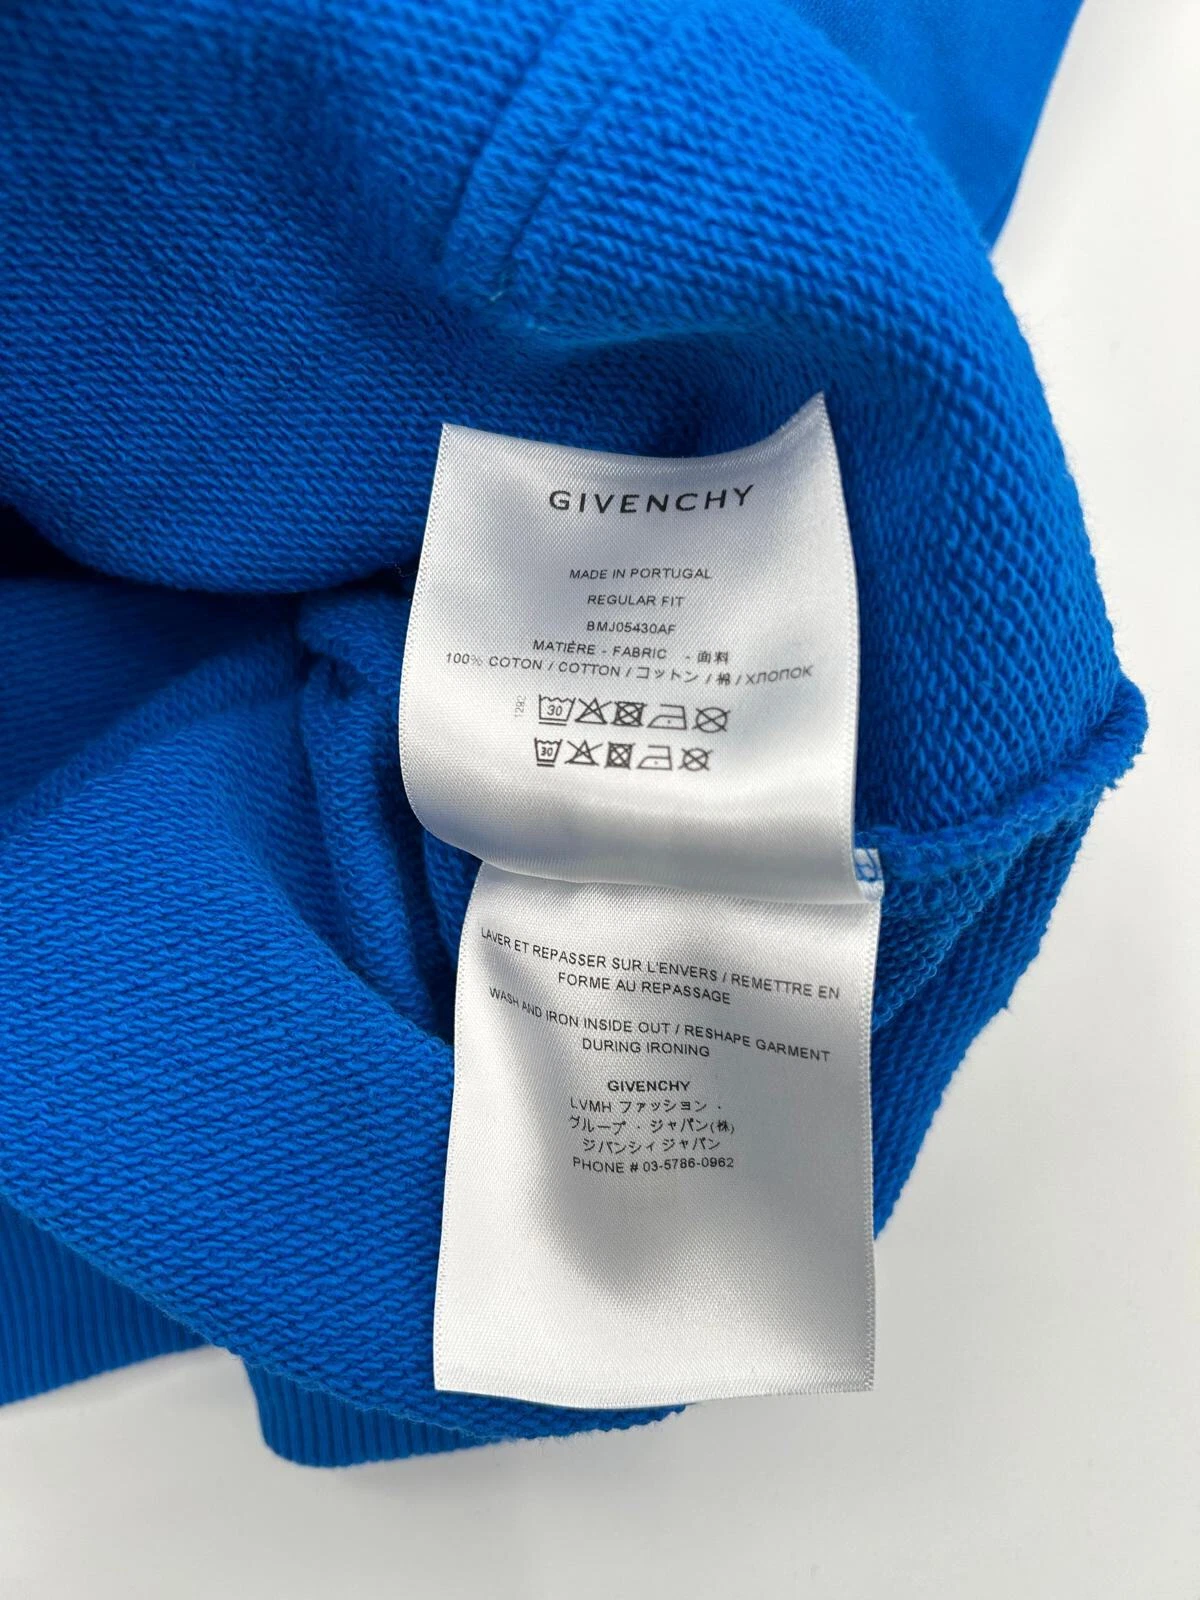 GIVENCHY
MADE IN PORTUGAL
REGULAR FIT
BMJ05430AF
MATIÈRE - FABRIC - 面料
100% COTON / COTTON / コットン / 棉 / ХЛОПОК
1292
30
30
LAVER ET REPASSER SUR L'ENVERS / REMETTRE EN
FORME AU REPASSAGE
WASH AND IRON INSIDE OUT / RESHAPE GARMENT
DURING IRONING
GIVENCHY
LVMH ファッション ・
グループ ・ ジャパン(株)
ジバンシィ ジャパン
PHONE # 03-5786-0962